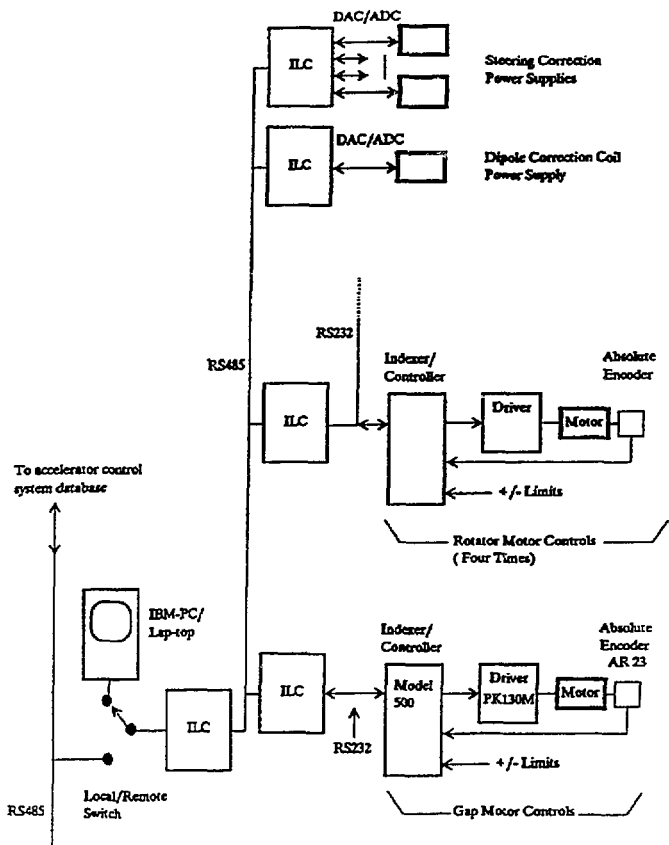 DAC/ADC
ILC
Steering Correction
Power Supplies
DAC/ADC
ILC
Dipole Correction Coil
Power Supply
RS232
RS485
Indexer/
Controller
Absolute
Encoder
Driver
Motor
ILC
+/- Limits
To accelerator control
system database
Rotator Motor Controls
( Four Times)
IBM-PC/
Lap-top
Indexer/
Controller
Absolute
Encoder
AR 23
ILC
Model
500
Driver
PK130M
Motor
ILC
RS232
+/- Limits
Local/Remote
Switch
RS485
Gap Motor Controls